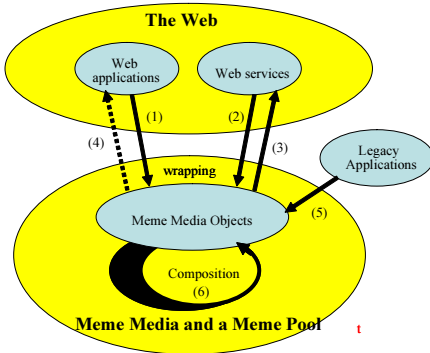 The Web
Web
applications
Web services
(1)
(2)
(3)
(4)
Legacy
Applications
wrapping
(5)
Meme Media Objects
Composition
(6)
Meme Media and a Meme Pool
t